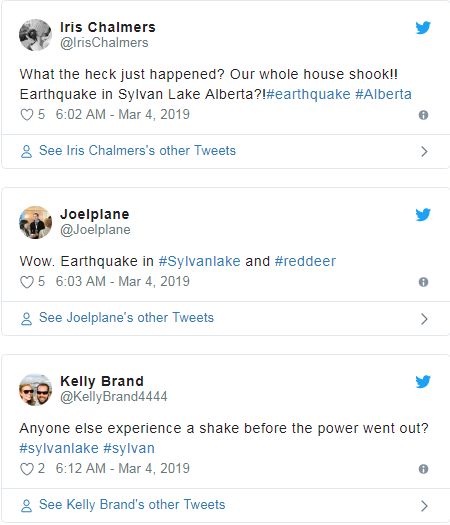 Iris Chalmers
@IrisChalmers
What the heck just happened? Our whole house shook!!
Earthquake in Sylvan Lake Alberta?!#earthquake #Alberta
5 6:02 AM - Mar 4, 2019
See Iris Chalmers's other Tweets
Joelplane
@Joelplane
Wow. Earthquake in #Sylvanlake and #reddeer
5 6:03 AM - Mar 4, 2019
See Joelplane's other Tweets
Kelly Brand
@KellyBrand4444
Anyone else experience a shake before the power went out?
#sylvanlake #sylvan
2 6:12 AM - Mar 4, 2019
See Kelly Brand's other Tweets